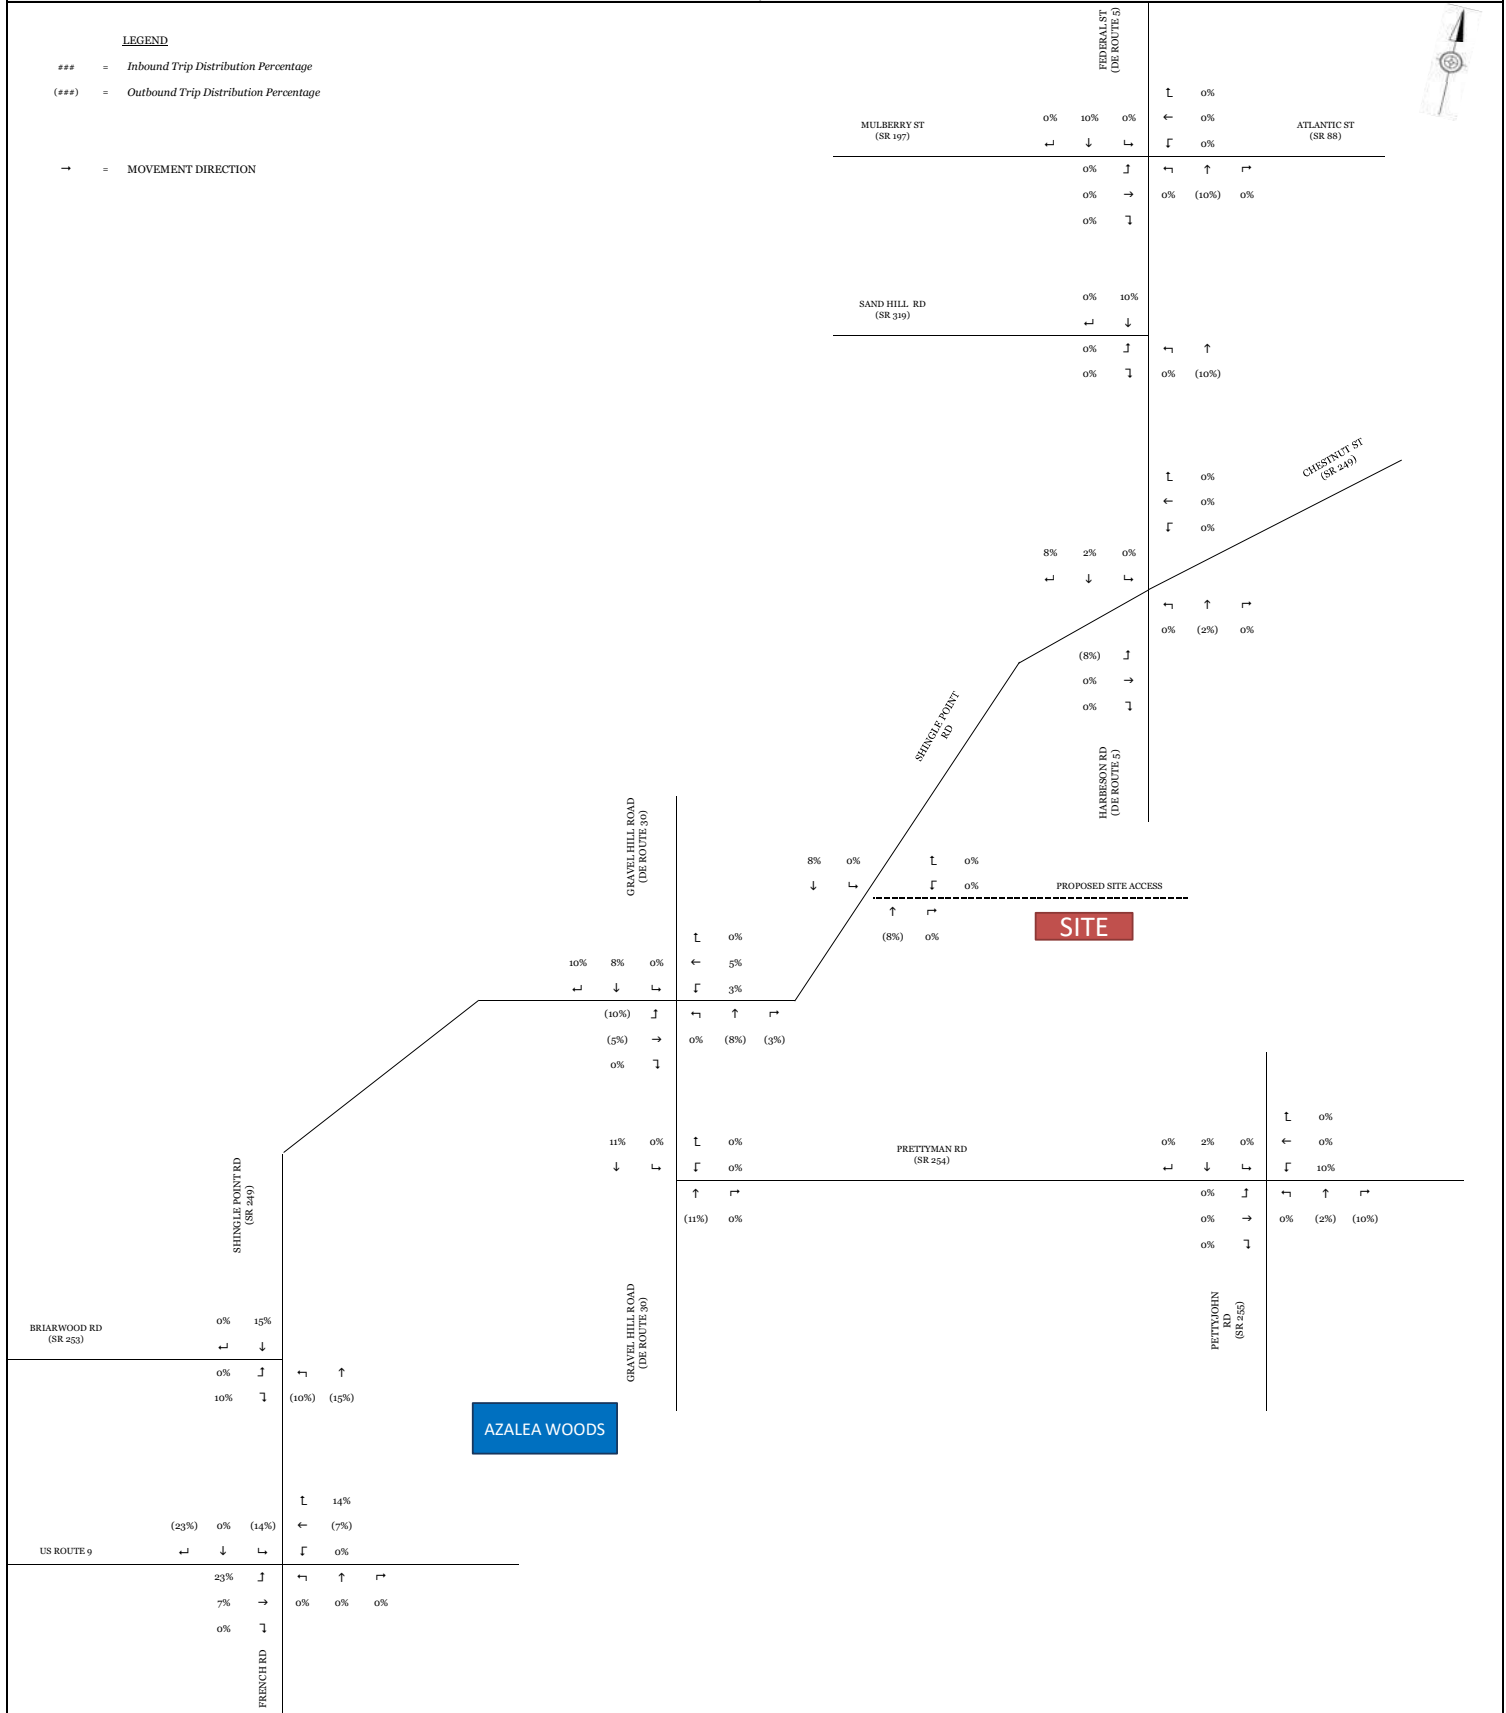 LEGEND
### = Inbound Trip Distribution Percentage
(###) = Outbound Trip Distribution Percentage
→ = MOVEMENT DIRECTION
FEDERAL ST
(DE ROUTE 5)
MULBERRY ST
(SR 197)
ATLANTIC ST
(SR 88)
↑ 0%
0% 10% 0% ← 0%
↵ ↓ ↳ ↓ 0%
0% ↑ ↰ ↑ ↱
0% → 0% (10%) 0%
0% ↴
SAND HILL RD
(SR 319)
0% 10%
↵ ↓
0% ↑ ↰ ↑
0% ↴ 0% (10%)
CHESTNUT ST
(SR 249)
0%
← 0%
0%
8% 2% 0%
↵ ↓ ↳
↰ ↑ ↱
0% (2%) 0%
(8%)
0% →
0% ↴
SHINGLE POINT
RD
HARBESON RD
(DE ROUTE 5)
GRAVEL HILL ROAD
(DE ROUTE 30)
8% 0% 0%
↓ ↳ 0%
PROPOSED SITE ACCESS
↑ ↱
(8%) 0%
SITE
0%
10% 8% 0% ← 5%
↵ ↓ ↳ 3%
(10%) ↰ ↑ ↱
(5%) → 0% (8%) (3%)
0% ↴
11% 0% 0%
↓ ↳ 0%
↑ ↱
(11%) 0%
PRETTYMAN RD
(SR 254)
0%
0% 2% 0% ← 0%
↵ ↓ ↳ 10%
0% ↰ ↑ ↱
0% → 0% (2%) (10%)
0% ↴
SHINGLE POINT RD
(SR 249)
GRAVEL HILL ROAD
(DE ROUTE 30)
PETTYJOHN
RD
(SR 255)
BRIARWOOD RD
(SR 253)
0% 15%
↵ ↓
0% ↰ ↑
10% ↴ (10%) (15%)
AZALEA WOODS
14%
(23%) 0% (14%) ← (7%)
US ROUTE 9
↵ ↓ ↳ 0%
23% ↰ ↑ ↱
7% → 0% 0% 0%
0% ↴
FRENCH RD